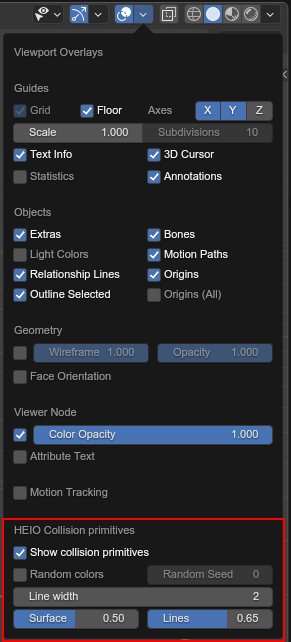 Viewport Overlays
Guides
Grid Floor Axes X Y Z
Scale 1.000 Subdivisions 10
Text Info 3D Cursor
Statistics Annotations
Objects
Extras Bones
Light Colors Motion Paths
Relationship Lines Origins
Outline Selected Origins (All)
Geometry
Wireframe 1.000 Opacity 1.000
Face Orientation
Viewer Node
Color Opacity 1.000
Attribute Text
Motion Tracking
HEIO Collision primitives
Show collision primitives
Random colors Random Seed 0
Line width 2
Surface 0.50 Lines 0.65